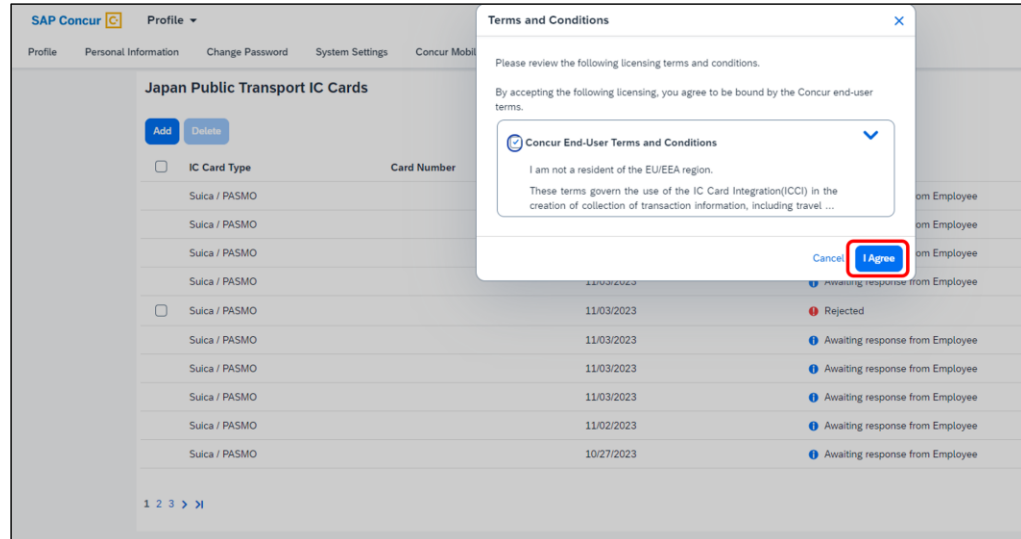 SAP Concur C Profile
Profile Personal Information Change Password System Settings Concur Mobil
Terms and Conditions
Please review the following licensing terms and conditions.
By accepting the following licensing, you agree to be bound by the Concur end-user
terms.
Concur End-User Terms and Conditions
I am not a resident of the EU/EEA region.
These terms govern the use of the IC Card Integration(ICCI) in the
creation of collection of transaction information, including travel ...
Cancel I Agree
Japan Public Transport IC Cards
Add Delete
IC Card Type Card Number
Suica / PASMO om Employee
Suica / PASMO
Suica / PASMO om Employee
Suica / PASMO 11/03/2023 Awaiting response from Employee
Suica / PASMO 11/03/2023 Rejected
Suica / PASMO 11/03/2023 Awaiting response from Employee
Suica / PASMO 11/03/2023 Awaiting response from Employee
Suica / PASMO 11/03/2023 Awaiting response from Employee
Suica / PASMO 11/02/2023 Awaiting response from Employee
Suica / PASMO 10/27/2023 Awaiting response from Employee
1 2 3